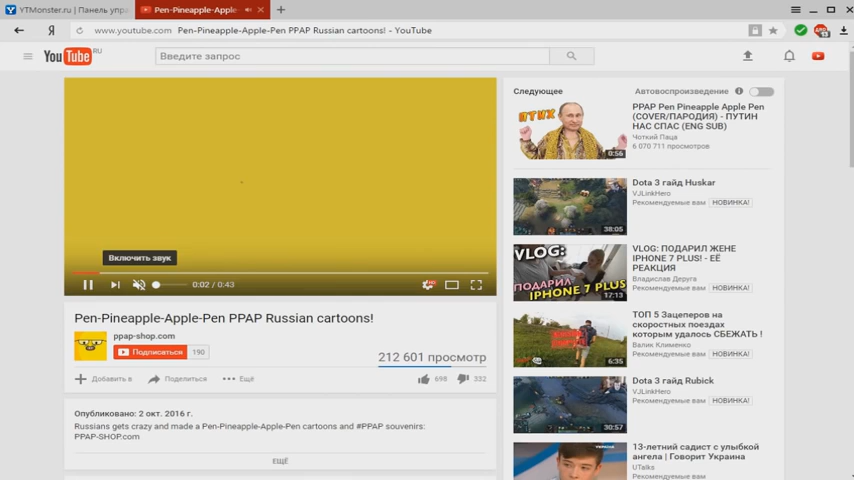 YTMonster.ru | Панель упра
Pen-Pineapple-Apple-
www.youtube.com Pen-Pineapple-Apple-Pen PPAP Russian cartoons! - YouTube
YouTube RU
Введите запрос
Включить звук
0:02 / 0:43
HD
Pen-Pineapple-Apple-Pen PPAP Russian cartoons!
ppap-shop.com
Подписаться 190
212 601 просмотр
Добавить в Поделиться Ещё 698 332
Опубликовано: 2 окт. 2016 г.
Russians gets crazy and made a Pen-Pineapple-Apple-Pen cartoons and #PPAP souvenirs:
PPAP-SHOP.com
ЕЩЁ
Следующее Автовоспроизведение
ПТИХ
0:56
PPAP Pen Pineapple Apple Pen
(COVER/ПАРОДИЯ) - ПУТИН
НАС СПАС (ENG SUB)
Чоткий Паца
6 070 711 просмотров
38:05
Dota 3 гайд Huskar
VJLinkHero
Рекомендуемые вам НОВИНКА!
VLOG:
ПОДАРИЛ
IPHONE 7 PLUS
17:13
VLOG: ПОДАРИЛ ЖЕНЕ
IPHONE 7 PLUS! - ЕЁ
РЕАКЦИЯ
Владислав Деруга
Рекомендуемые вам НОВИНКА!
6:35
ТОП 5 Зацеперов на
скоростных поездах
которым удалось СБЕЖАТЬ !
Валик Клименко
Рекомендуемые вам НОВИНКА!
30:57
Dota 3 гайд Rubick
VJLinkHero
Рекомендуемые вам НОВИНКА!
13-летний садист с улыбкой
ангела | Говорит Украина
UTalks
Рекомендуемые вам